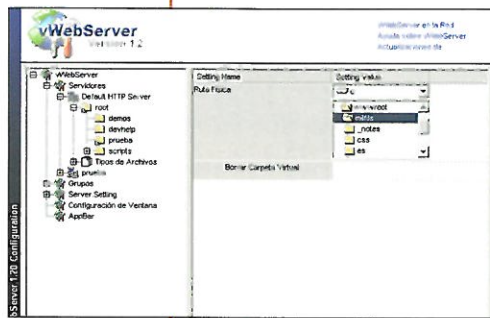 vWebServer
Version 1.2
vWebServer en la Red
Ayuda sobre vWebServer
Actualizaciones de
vWebServer
Servidores
Default HTTP Server
root
demos
devhelp
prueba
scripts
Tipos de Archivos
prueba
Grupos
Server Setting
Configuración de Ventana
AppBar
Setting Name
Setting Value
Ruta Física
c
wwwroot
_notes
css
es
Borrar Carpeta Virtual
bServer 1.20 Configuration